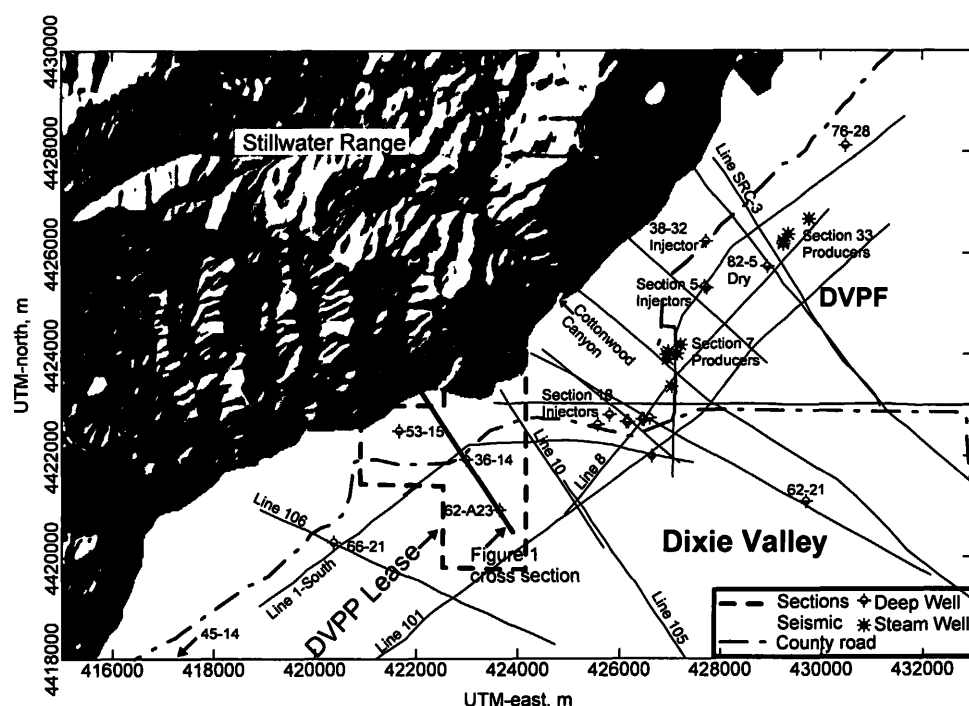 4430000
4428000
4426000
4424000
4422000
4420000
4418000
UTM-north, m
Stillwater Range
76-28
Line SRC-3
38-32
Injector
Section 33
Producers
82-5
Dry
Section 5
Injectors
DVPF
Cottonwood
Canyon
Section 7
Producers
Section 18
Injectors
53-15
36-14
Line 10
Line 8
62-A23
62-21
Line 106
66-21
Dixie Valley
Figure 1
cross section
Line 1-South
DVPP Lease
Line 101
Line 105
45-14
Sections
Deep Well
Seismic
Steam Well
County road
416000 418000 420000 422000 424000 426000 428000 430000 432000
UTM-east, m